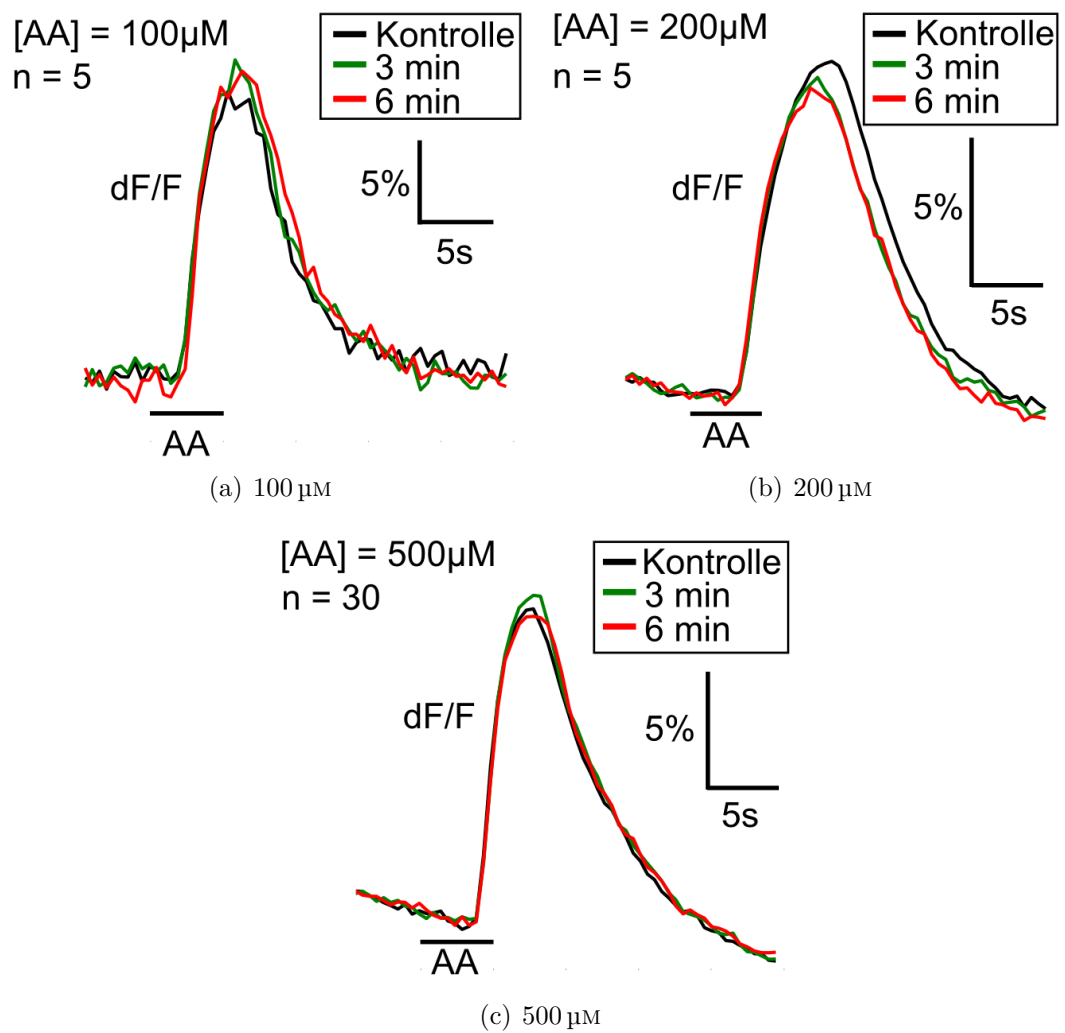 [AA] = 100µM
n = 5
Kontrolle
3 min
6 min
dF/F
5%
5s
AA
(a) 100 µM
[AA] = 200µM
n = 5
Kontrolle
3 min
6 min
dF/F
5%
5s
AA
(b) 200 µM
[AA] = 500µM
n = 30
Kontrolle
3 min
6 min
dF/F
5%
5s
AA
(c) 500 µM